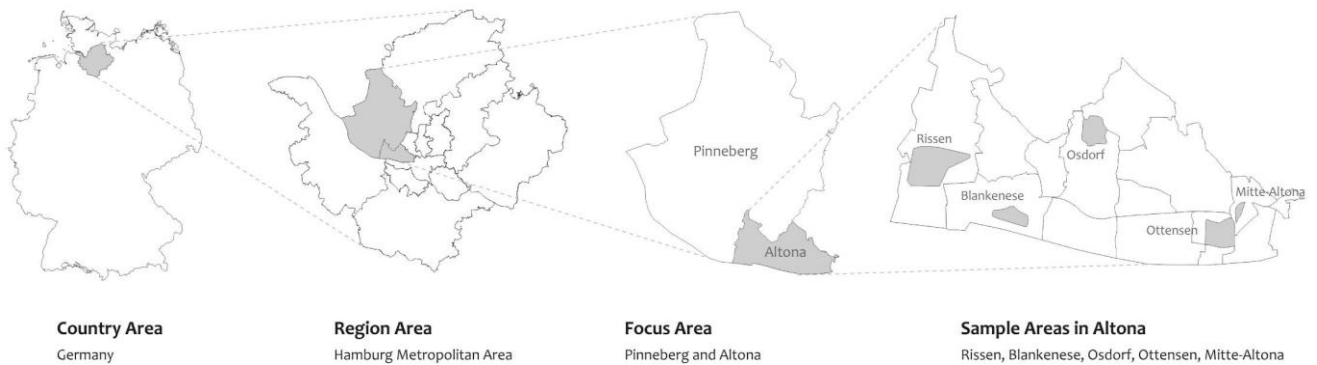 Pinneberg
Altona
Rissen
Osdorf
Blankenese
Mitte-Altona
Ottensen
Country Area
Germany
Region Area
Hamburg Metropolitan Area
Focus Area
Pinneberg and Altona
Sample Areas in Altona
Rissen, Blankenese, Osdorf, Ottensen, Mitte-Altona